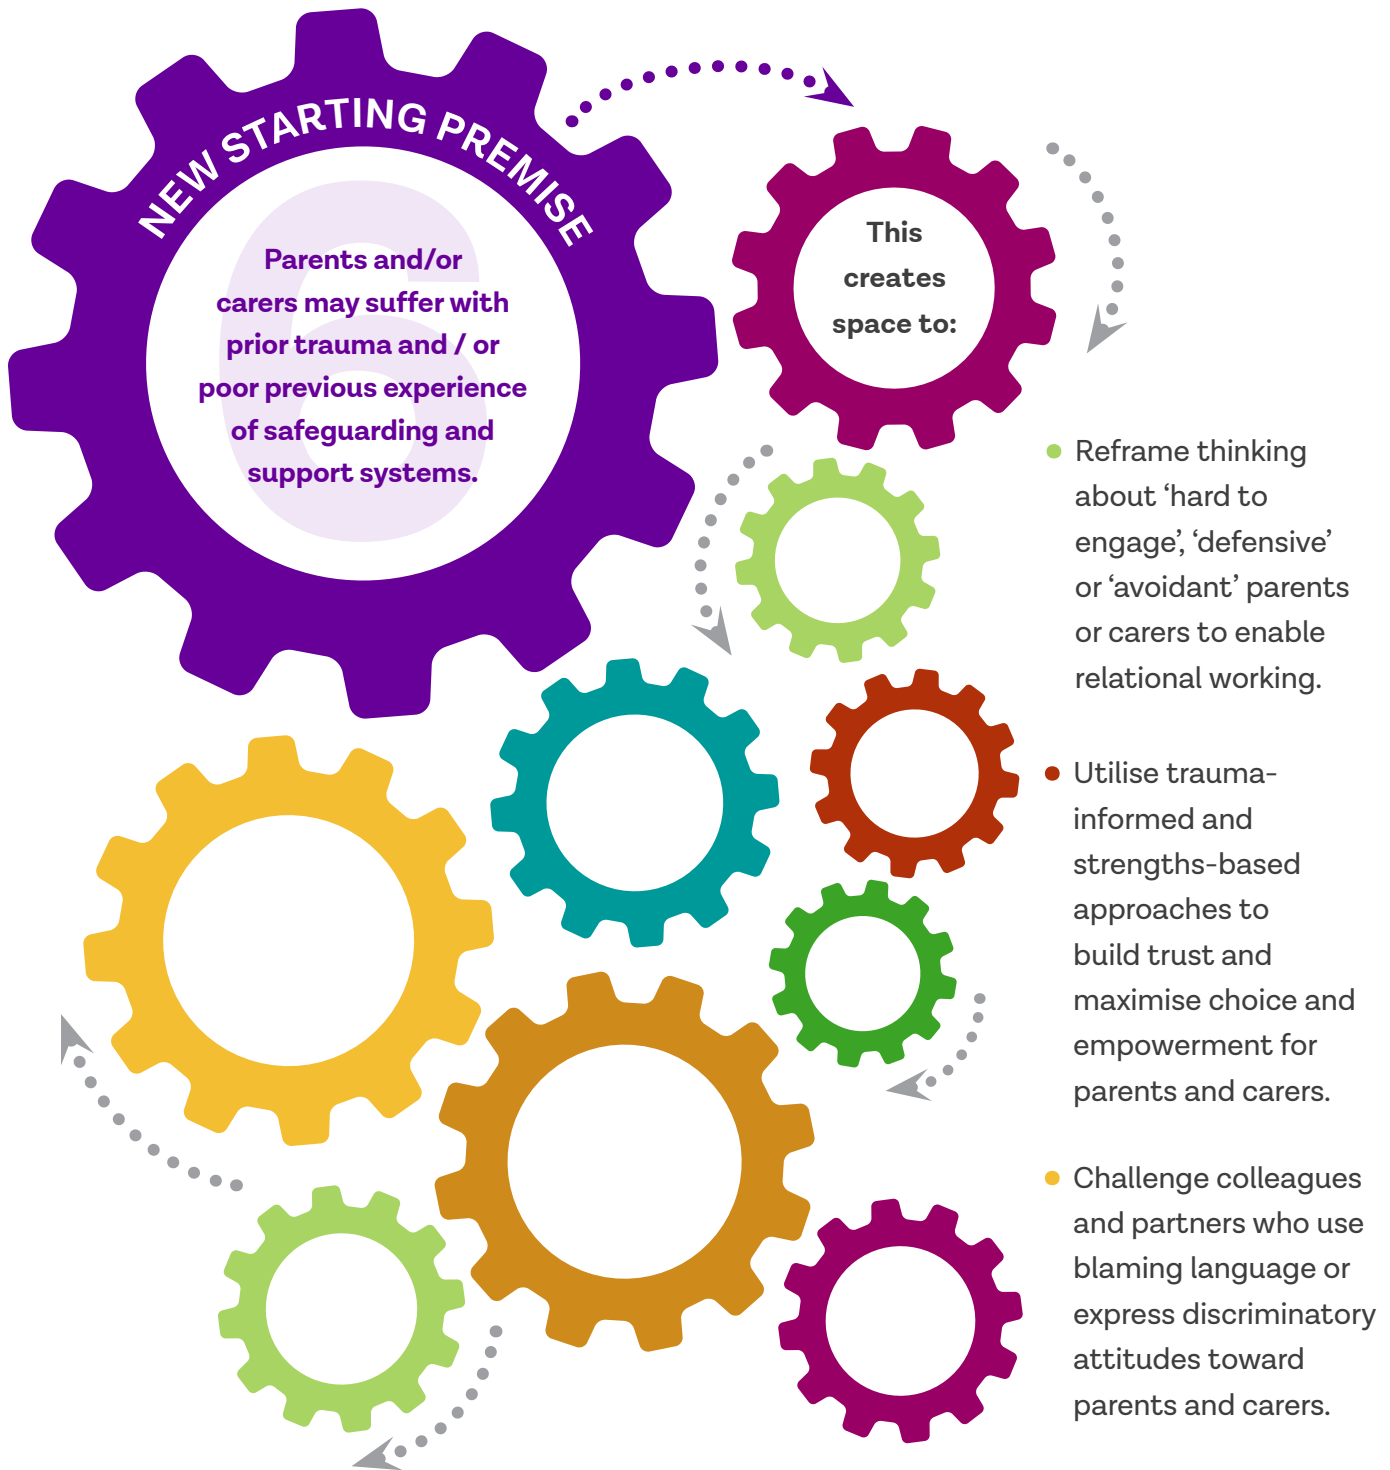 NEW STARTING PREMISE
6
Parents and/or
carers may suffer with
prior trauma and / or
poor previous experience
of safeguarding and
support systems.
This
creates
space to:
Reframe thinking
about ‘hard to
engage’, ‘defensive’
or ‘avoidant’ parents
or carers to enable
relational working.
Utilise trauma-
informed and
strengths-based
approaches to
build trust and
maximise choice and
empowerment for
parents and carers.
Challenge colleagues
and partners who use
blaming language or
express discriminatory
attitudes toward
parents and carers.